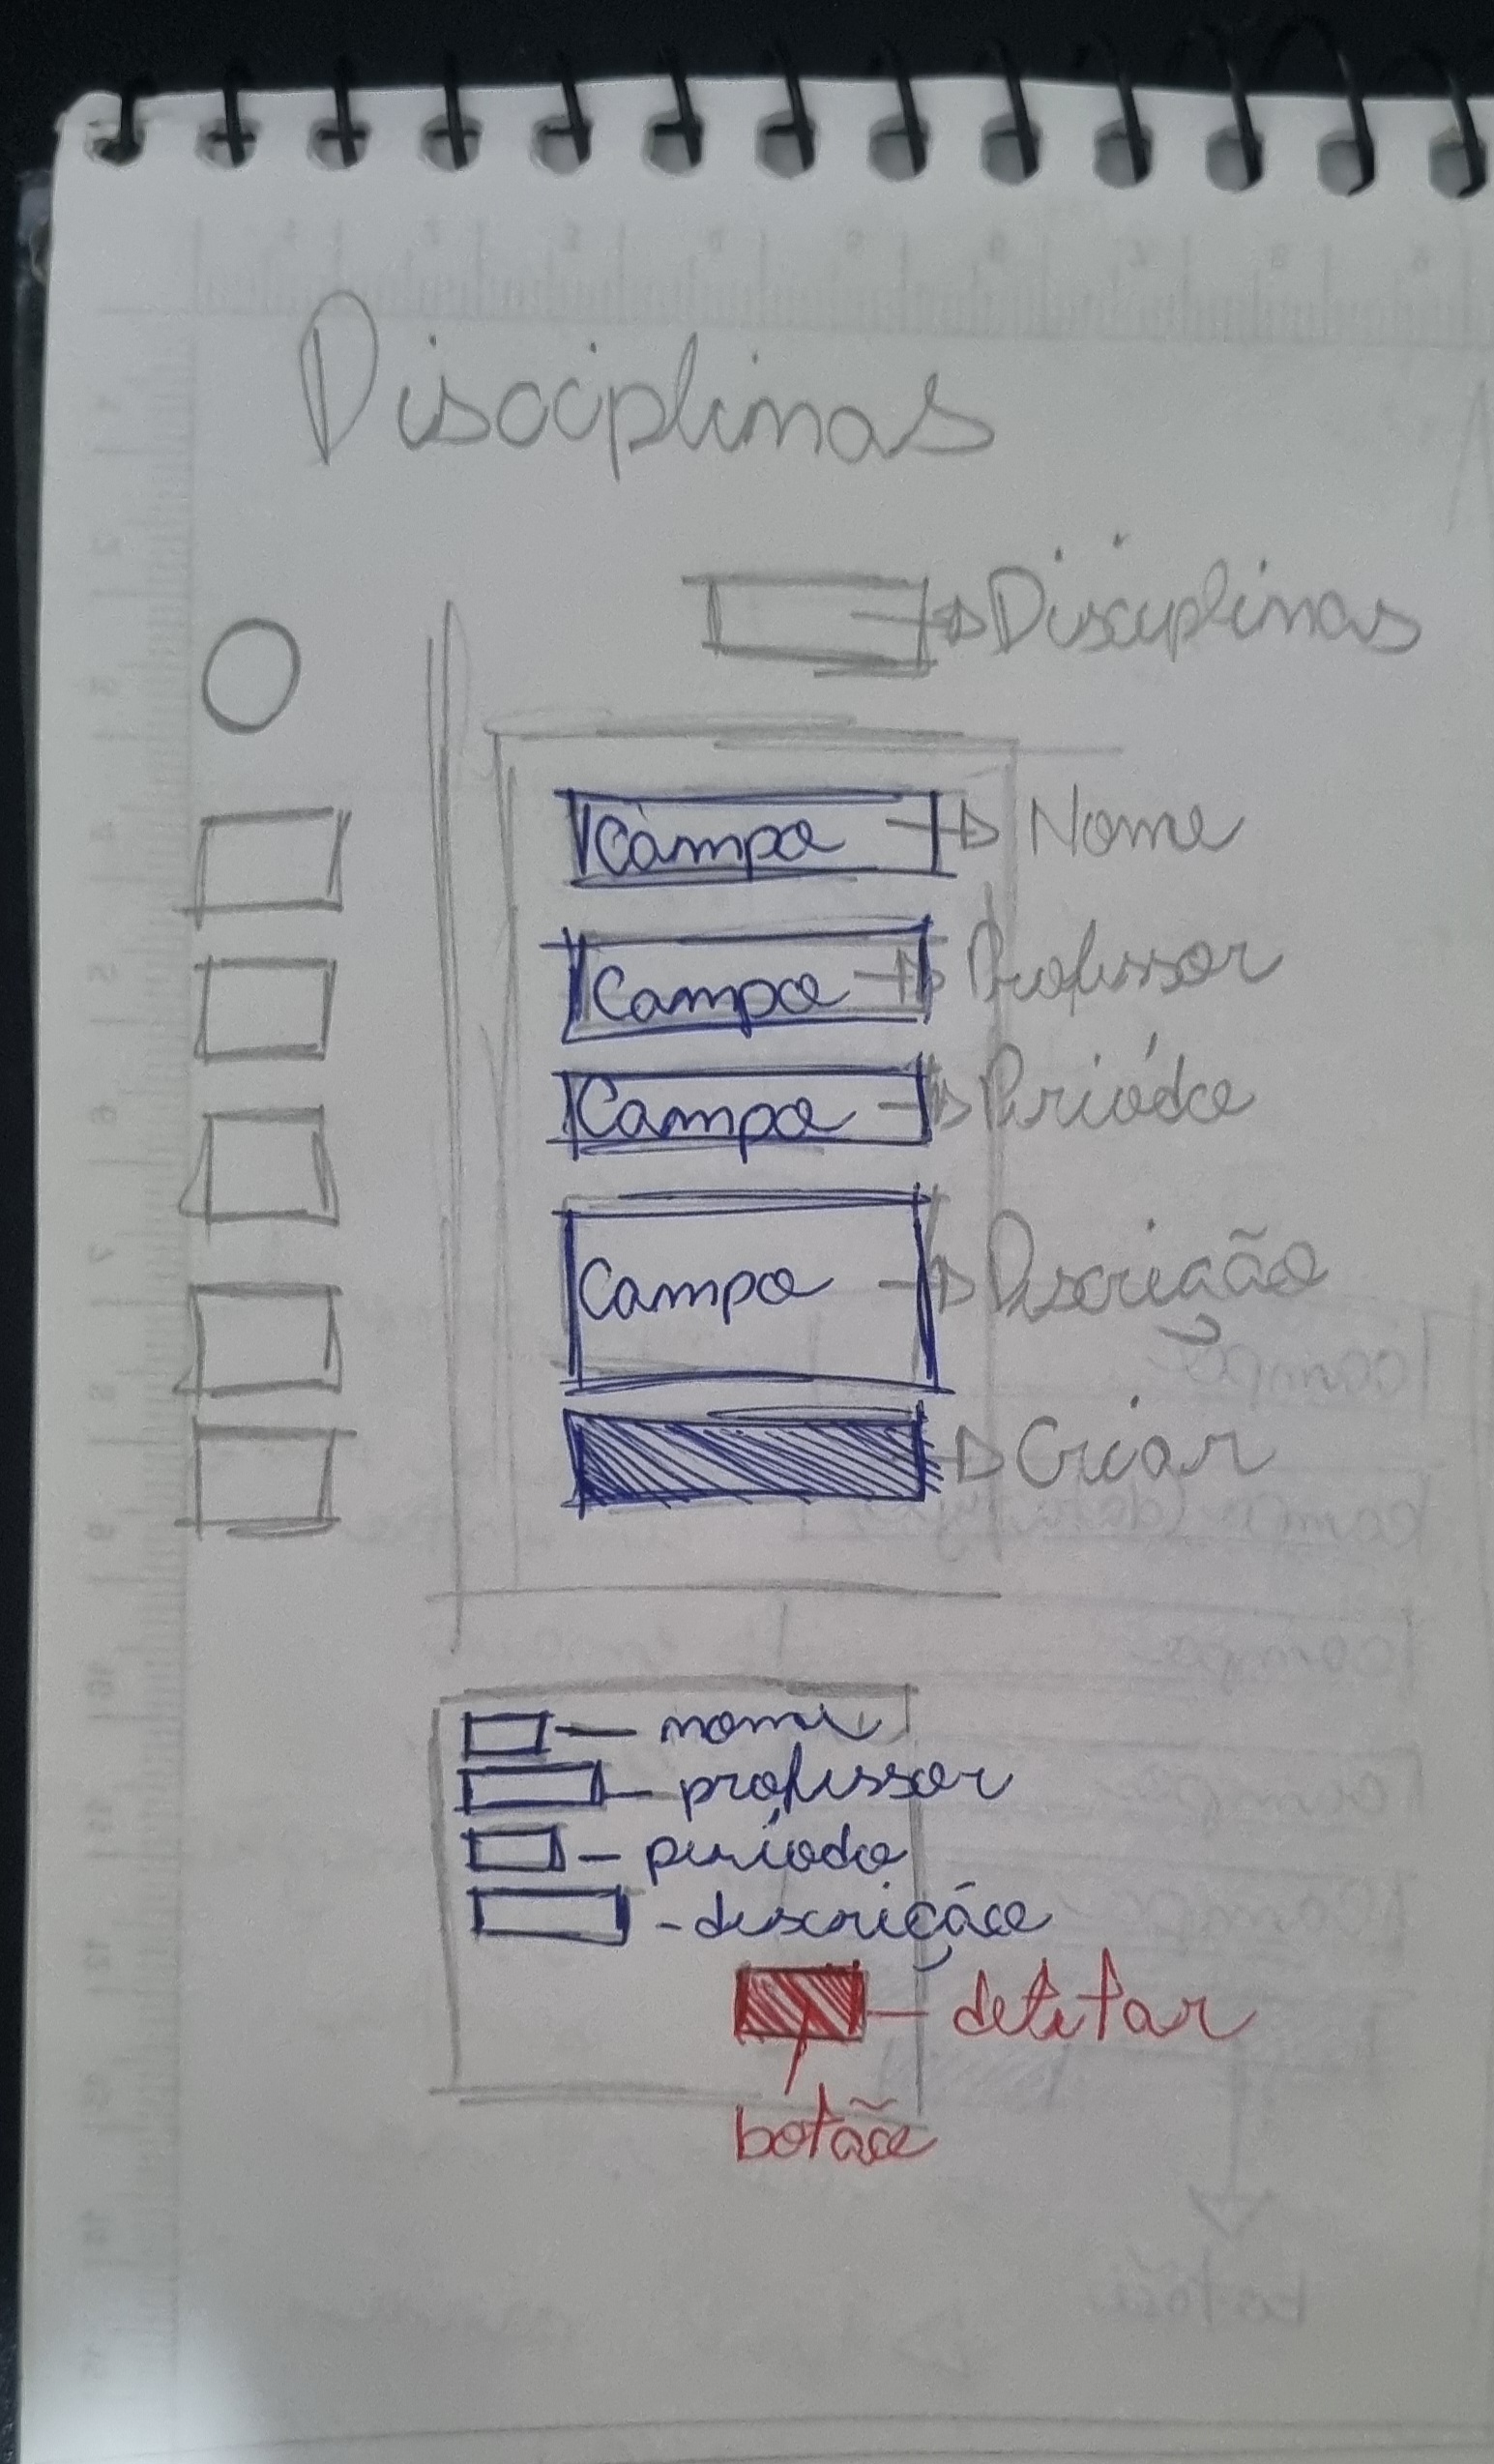 Disciplinas
Disciplinas
Campo Nome
Campo Professor
Campo Período
Campo Descrição
Criar
nome
professor
período
descrição
deletar
botão